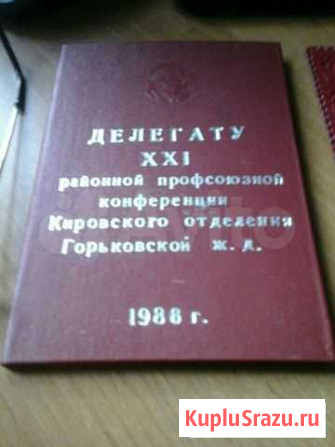 ДЕЛЕГАТУ
XXI
районной профсоюзной
конференции
Кировского отделения
Горьковской ж.д.
1988 г.
KupluSrazu.ru